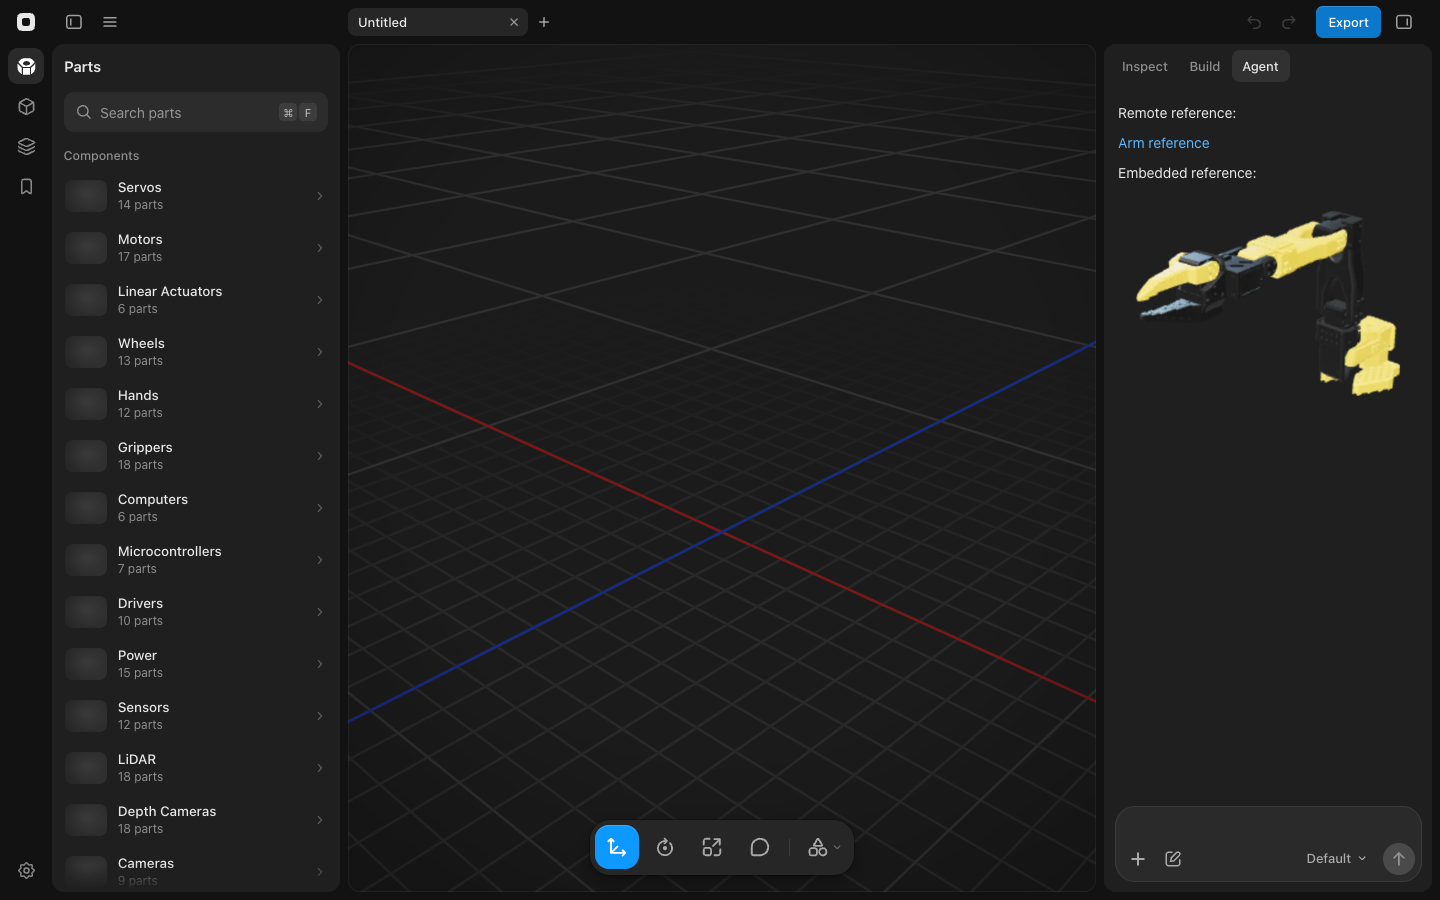 Untitled
Export
Parts
Search parts
⌘ F
Components
Servos
14 parts
Motors
17 parts
Linear Actuators
6 parts
Wheels
13 parts
Hands
12 parts
Grippers
18 parts
Computers
6 parts
Microcontrollers
7 parts
Drivers
10 parts
Power
15 parts
Sensors
12 parts
LiDAR
18 parts
Depth Cameras
18 parts
Cameras
9 parts
Inspect Build Agent
Remote reference:
Arm reference
Embedded reference:
Default